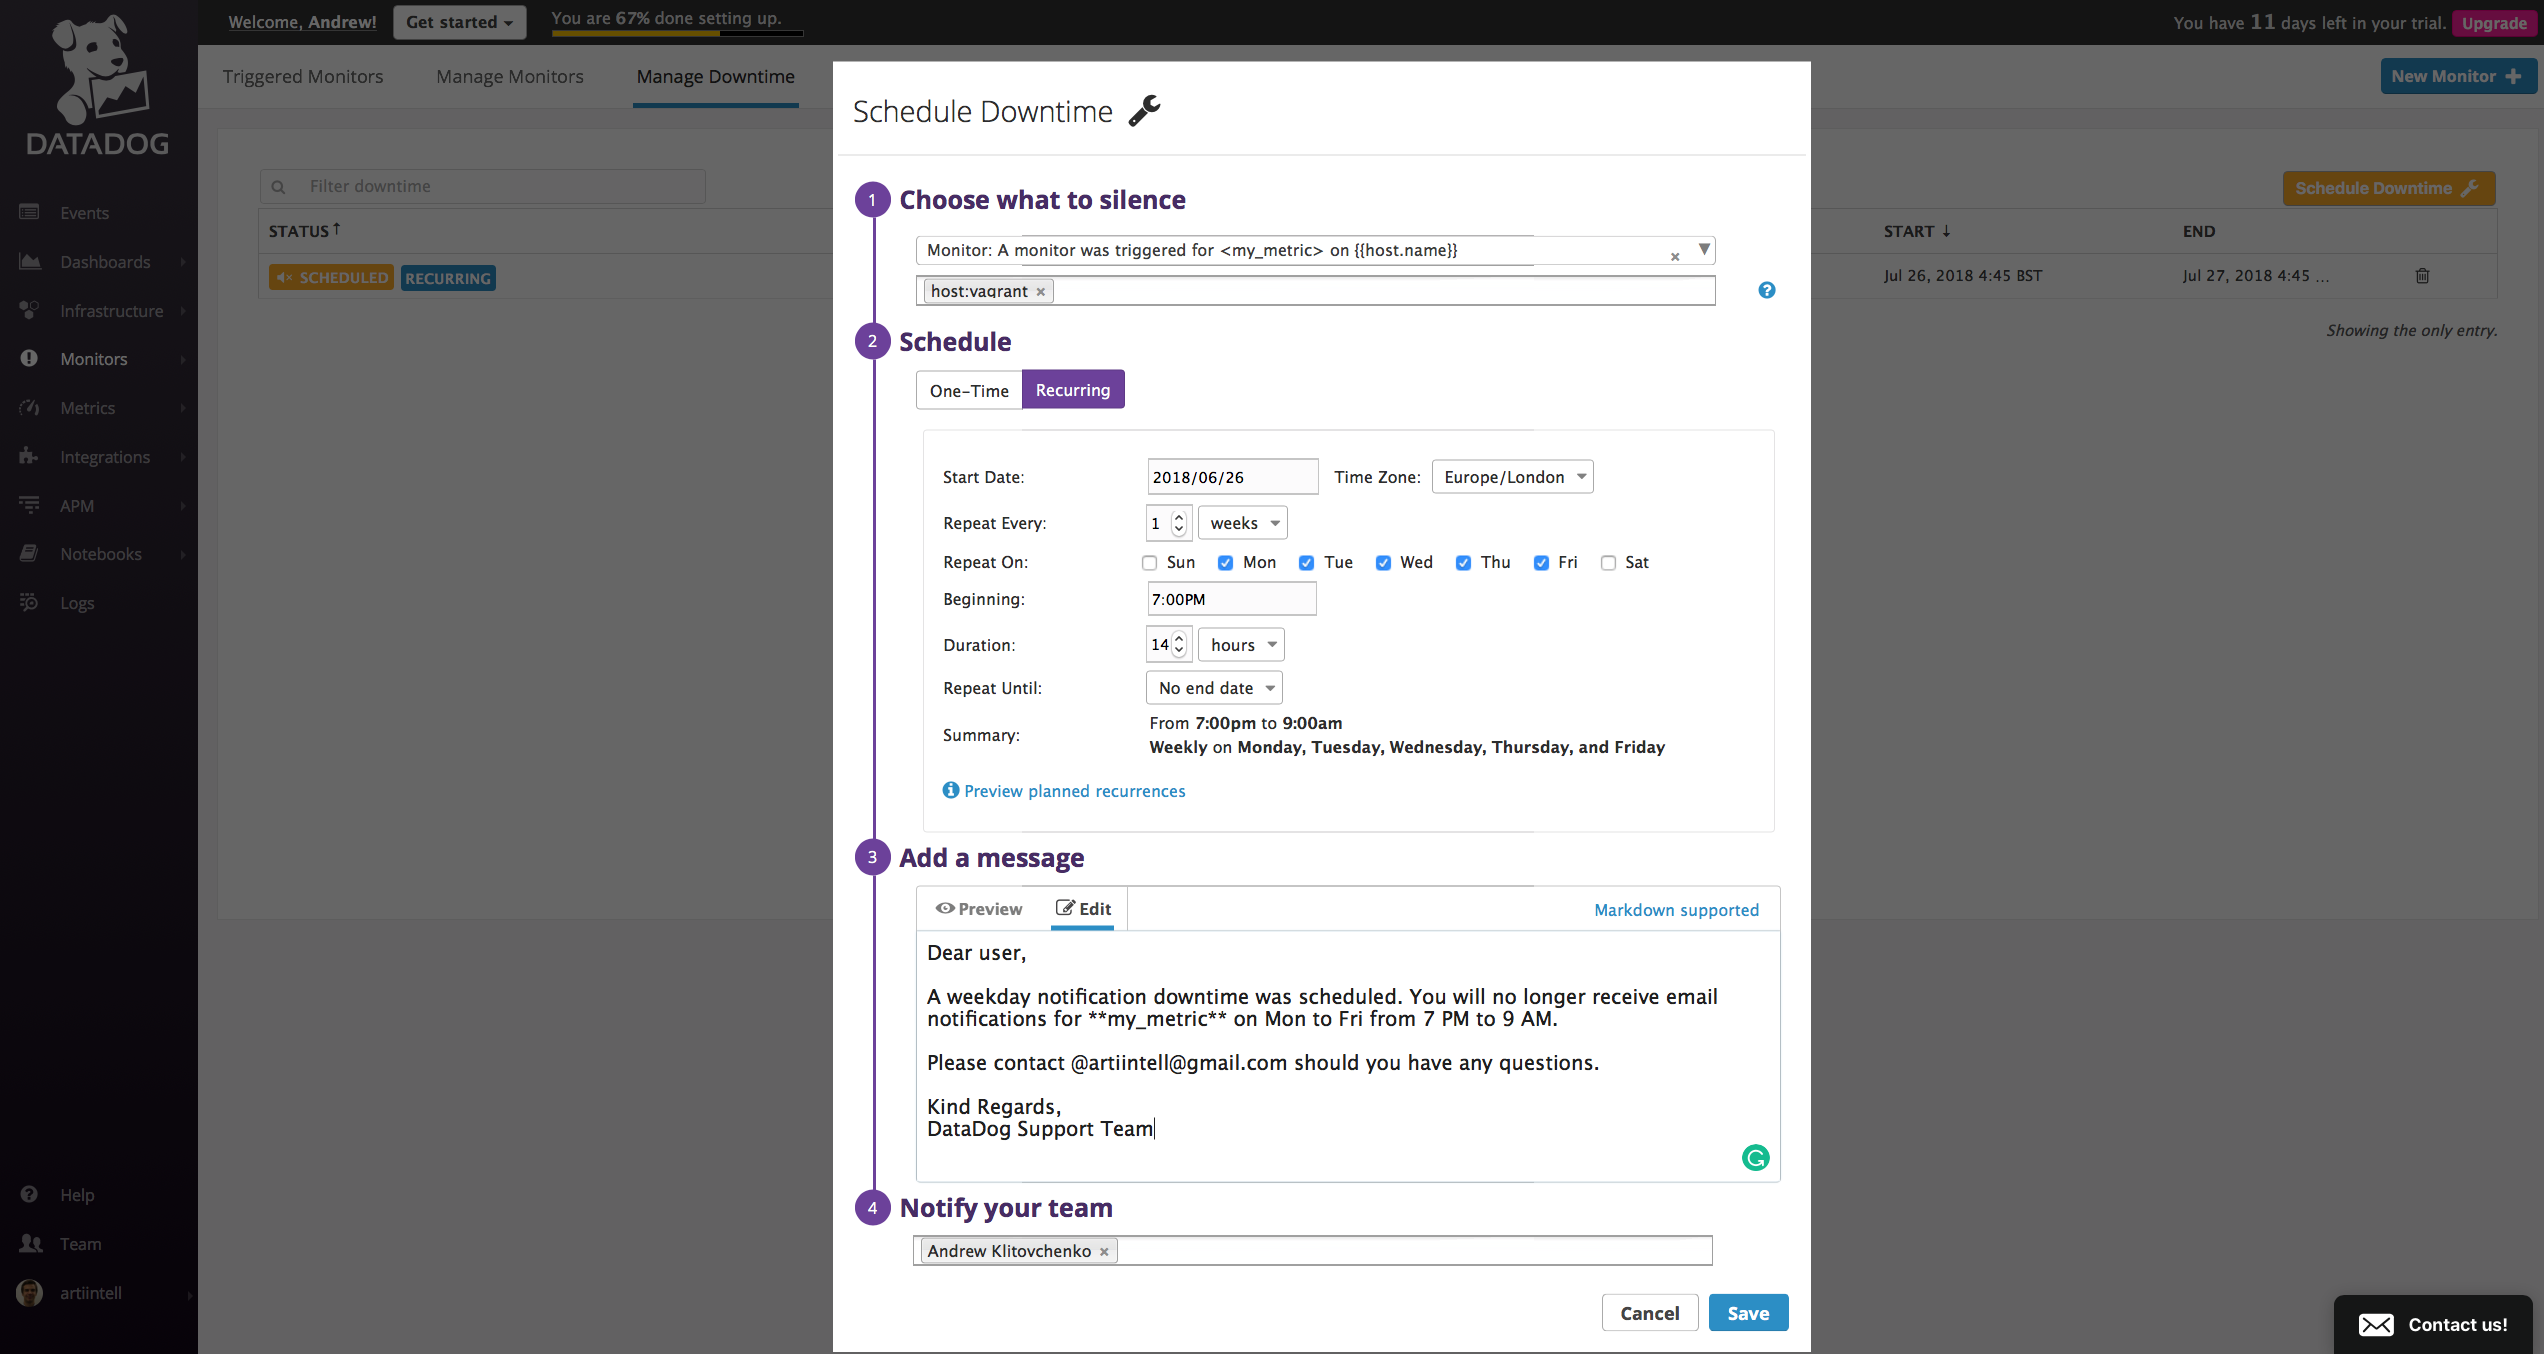 Welcome, Andrew!
Get started
You are 67% done setting up.
You have 11 days left in your trial.
Upgrade
DATADOG
Events
Dashboards
Infrastructure
Monitors
Metrics
Integrations
APM
Notebooks
Logs
Help
Team
artiintell
Triggered Monitors
Manage Monitors
Manage Downtime
New Monitor
Filter downtime
Schedule Downtime
STATUS
START
END
SCHEDULED
RECURRING
Jul 26, 2018 4:45 BST
Jul 27, 2018 4:45 ...
Showing the only entry.
Schedule Downtime
1 Choose what to silence
Monitor: A monitor was triggered for <my_metric> on {{host.name}} ×
host:vagrant ×
?
2 Schedule
One-Time
Recurring
Start Date: 2018/06/26 Time Zone: Europe/London
Repeat Every: 1 weeks
Repeat On: Sun Mon Tue Wed Thu Fri Sat
Beginning: 7:00PM
Duration: 14 hours
Repeat Until: No end date
Summary:
From 7:00pm to 9:00am
Weekly on Monday, Tuesday, Wednesday, Thursday, and Friday
Preview planned recurrences
3 Add a message
Preview
Edit
Markdown supported
Dear user,
A weekday notification downtime was scheduled. You will no longer receive email
notifications for **my_metric** on Mon to Fri from 7 PM to 9 AM.
Please contact @artiintell@gmail.com should you have any questions.
Kind Regards,
DataDog Support Team
4 Notify your team
Andrew Klitovchenko ×
Cancel
Save
Contact us!